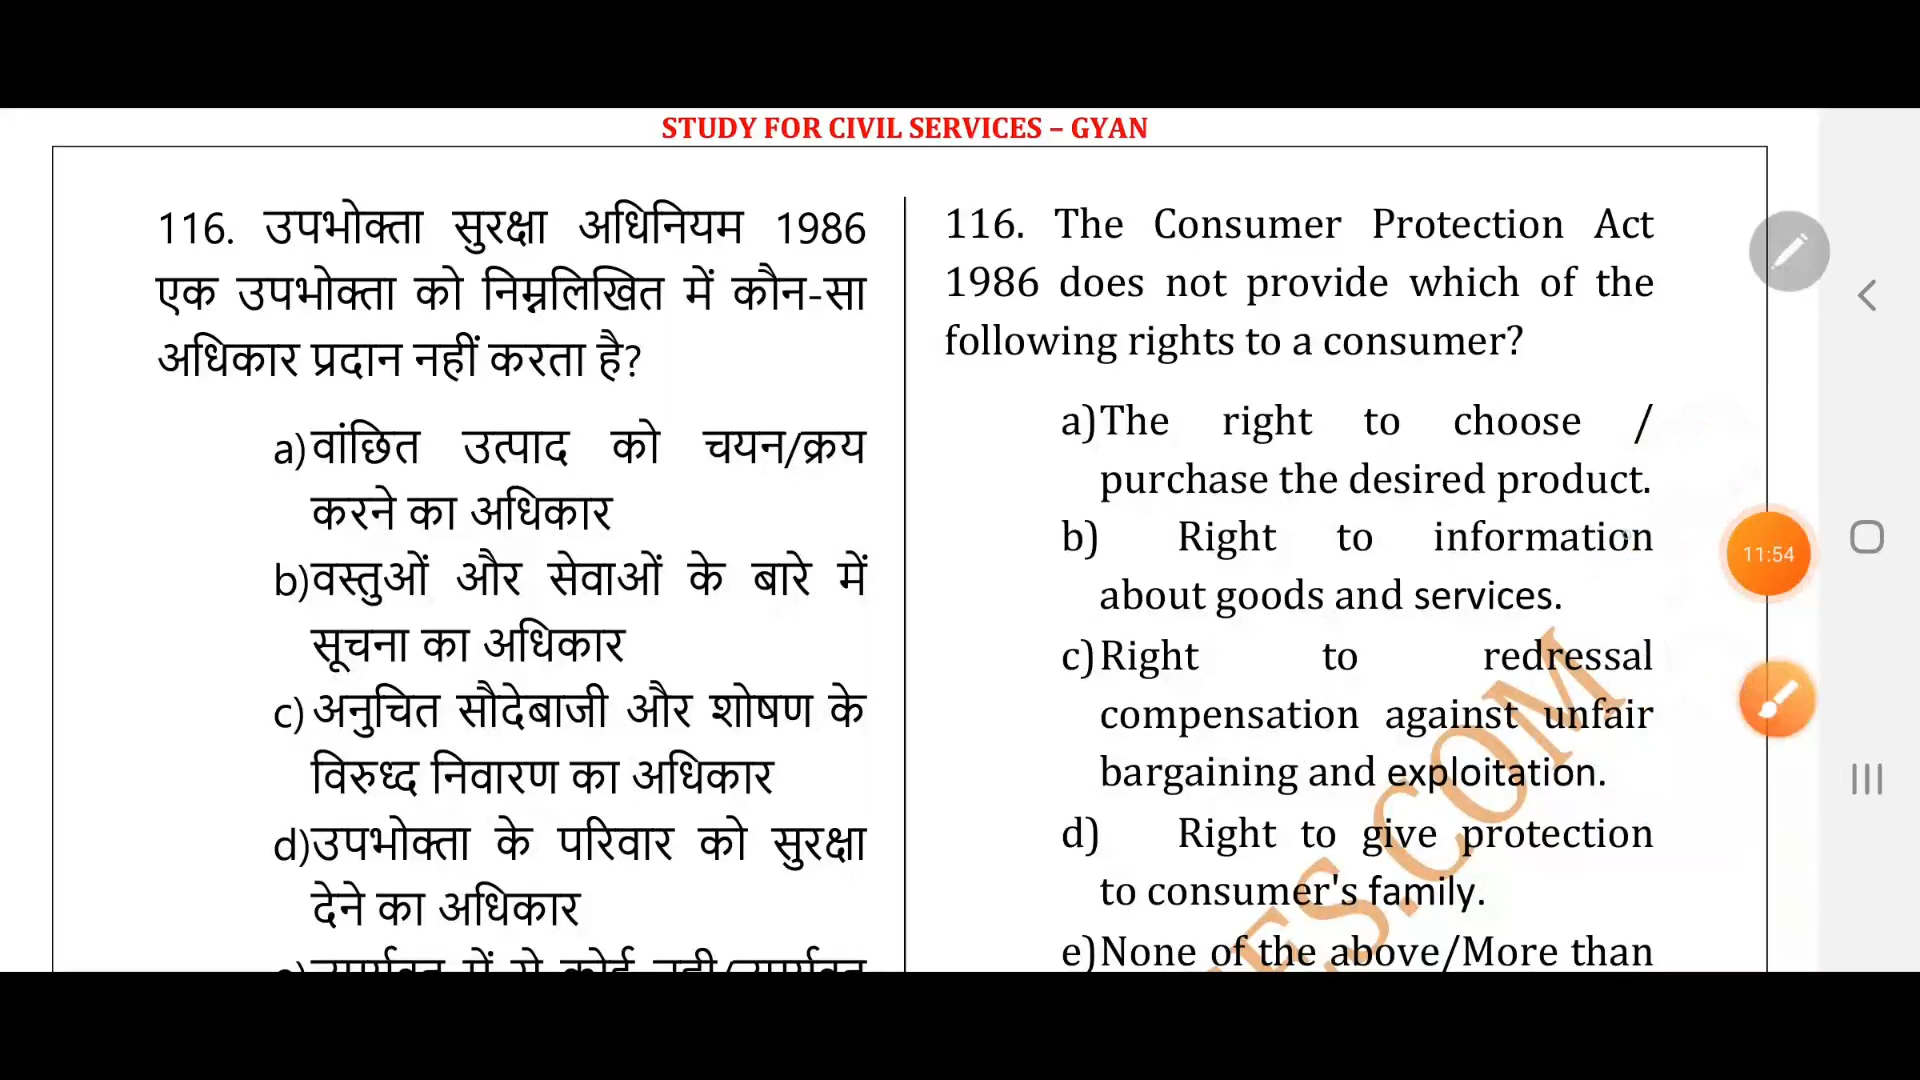 STUDY FOR CIVIL SERVICES – GYAN
116. उपभोक्ता सुरक्षा अधिनियम 1986
एक उपभोक्ता को निम्नलिखित में कौन-सा
अधिकार प्रदान नहीं करता है?
a) वांछित उत्पाद को चयन/क्रय
करने का अधिकार
b)वस्तुओं और सेवाओं के बारे में
सूचना का अधिकार
c) अनुचित सौदेबाजी और शोषण के
विरुध्द निवारण का अधिकार
d)उपभोक्ता के परिवार को सुरक्षा
देने का अधिकार
116. The Consumer Protection Act
1986 does not provide which of the
following rights to a consumer?
a)The right to choose /
purchase the desired product.
b) Right to information
about goods and services.
c)Right to redressal
compensation against unfair
bargaining and exploitation.
d) Right to give protection
to consumer's family.
e)None of the above/More than
11:54
ES.COM